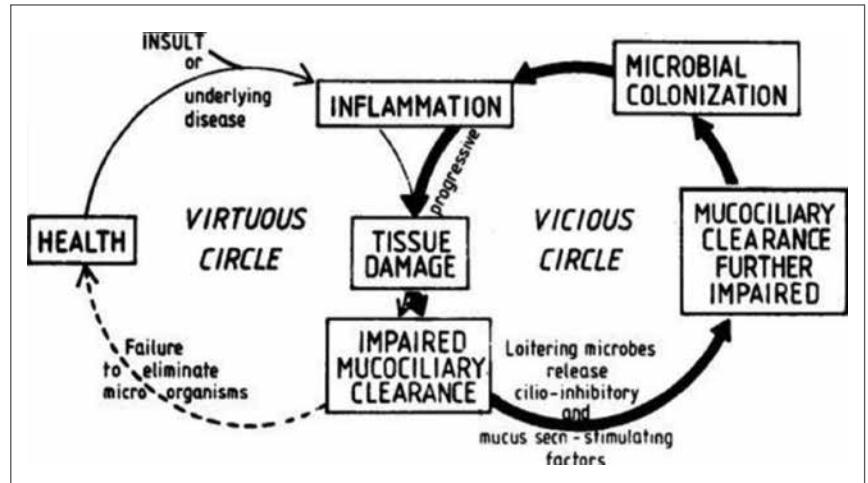 INSULT
or
underlying
disease
INFLAMMATION
MICROBIAL
COLONIZATION
progressive
HEALTH
VIRTUOUS
CIRCLE
TISSUE
DAMAGE
VICIOUS
CIRCLE
MUCOCILIARY
CLEARANCE
FURTHER
IMPAIRED
Failure
to eliminate
micro organisms
IMPAIRED
MUCOCILIARY
CLEARANCE
Loitering microbes
release
cilio-inhibitory
and
mucus secn - stimulating
factors